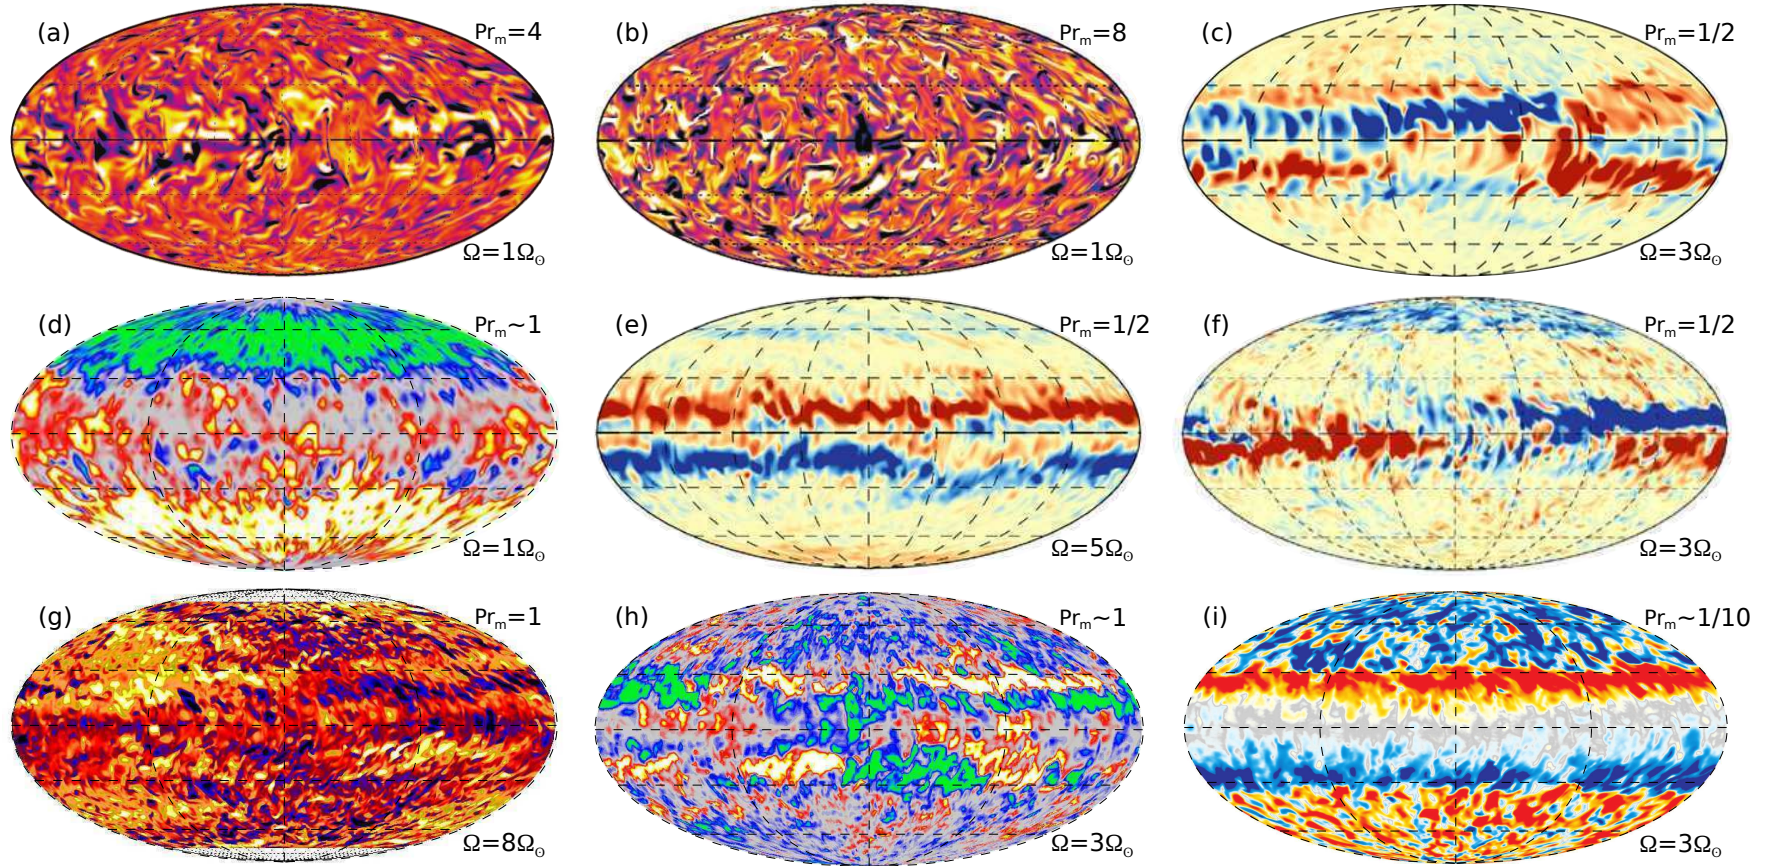 (a) Pr_m=4
Ω=1Ω_⊙
(b) Pr_m=8
Ω=1Ω_⊙
(c) Pr_m=1/2
Ω=3Ω_⊙
(d) Pr_m~1
Ω=1Ω_⊙
(e) Pr_m=1/2
Ω=5Ω_⊙
(f) Pr_m=1/2
Ω=3Ω_⊙
(g) Pr_m=1
Ω=8Ω_⊙
(h) Pr_m~1
Ω=3Ω_⊙
(i) Pr_m~1/10
Ω=3Ω_⊙